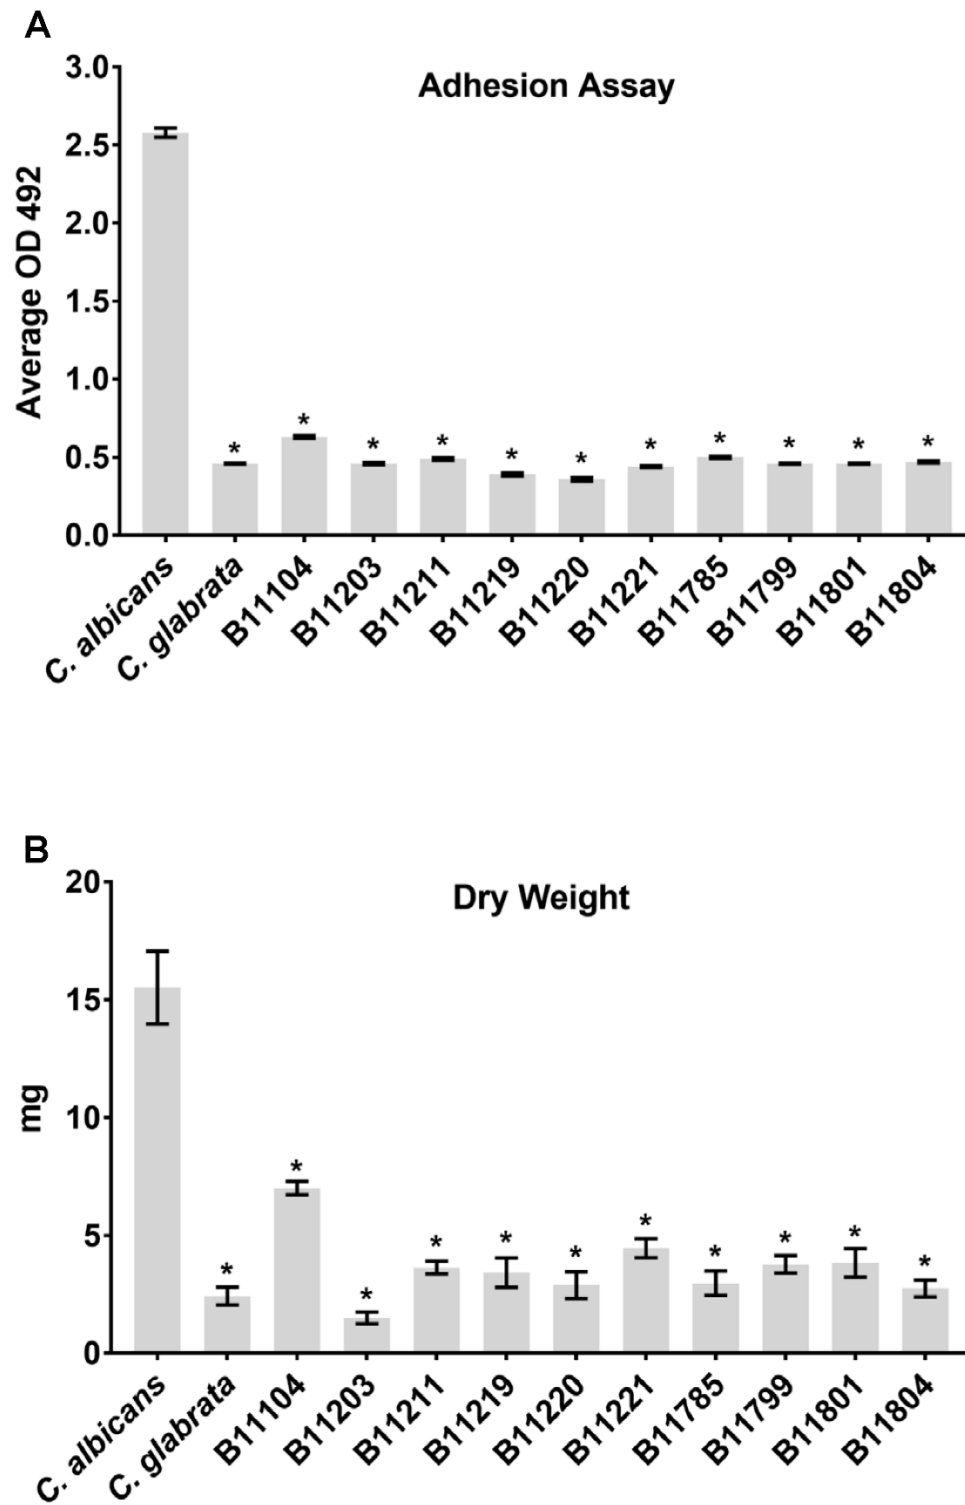 A
Adhesion Assay
Average OD 492
3.0
2.5
2.0
1.5
1.0
0.5
0.0
* * * * * * * * * * *
C. albicans
C. glabrata
B11104
B11203
B11211
B11219
B11220
B11221
B11785
B11799
B11801
B11804
B
Dry Weight
mg
20
15
10
5
0
* * * * * * * * * * *
C. albicans
C. glabrata
B11104
B11203
B11211
B11219
B11220
B11221
B11785
B11799
B11801
B11804